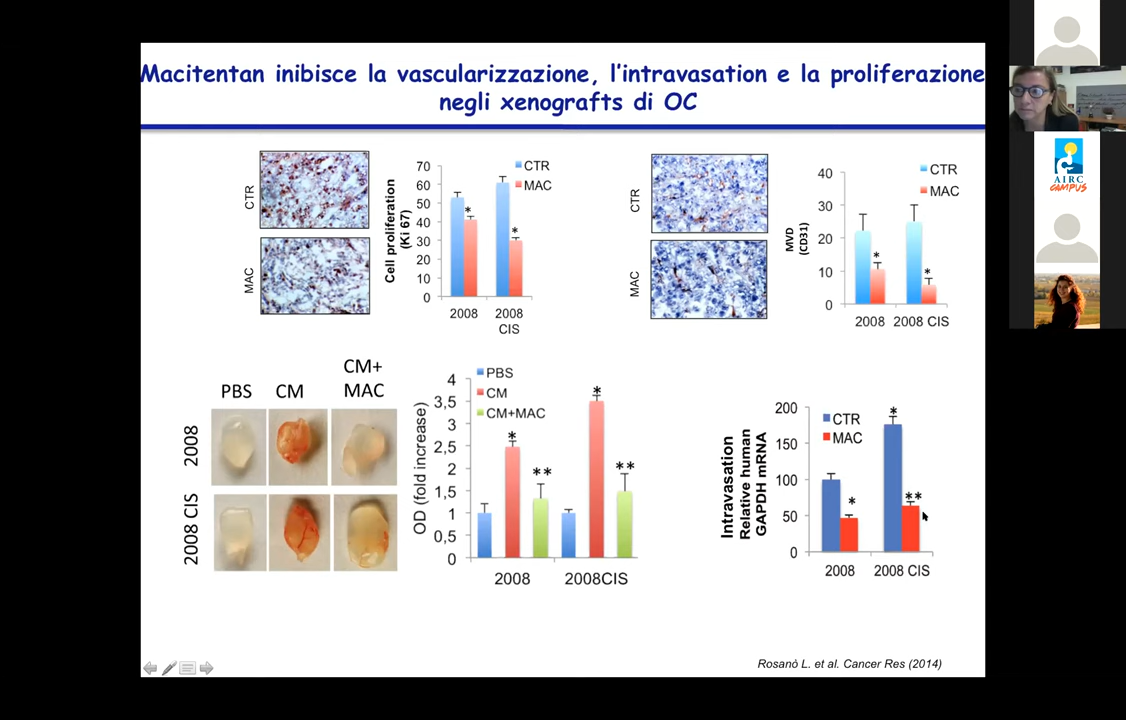 Macitentan inibisce la vascularizzazione, l'intravasation e la proliferazione
negli xenografts di OC
CTR
MAC
Cell proliferation
(Ki 67)
70
60
50
40
30
20
10
0
CTR
MAC
*
*
2008
2008
CIS
CTR
MAC
MVD
(CD31)
40
30
20
10
0
CTR
MAC
*
*
2008
2008 CIS
PBS
CM
CM+
MAC
2008
2008 CIS
OD (fold increase)
4
3,5
3
2,5
2
1,5
1
0,5
0
PBS
CM
CM+MAC
*
**
*
**
2008
2008CIS
Intravasation
Relative human
GAPDH mRNA
200
150
100
50
0
CTR
MAC
*
*
**
2008
2008 CIS
Rosanò L. et al. Cancer Res (2014)
AIRC
CAMPUS